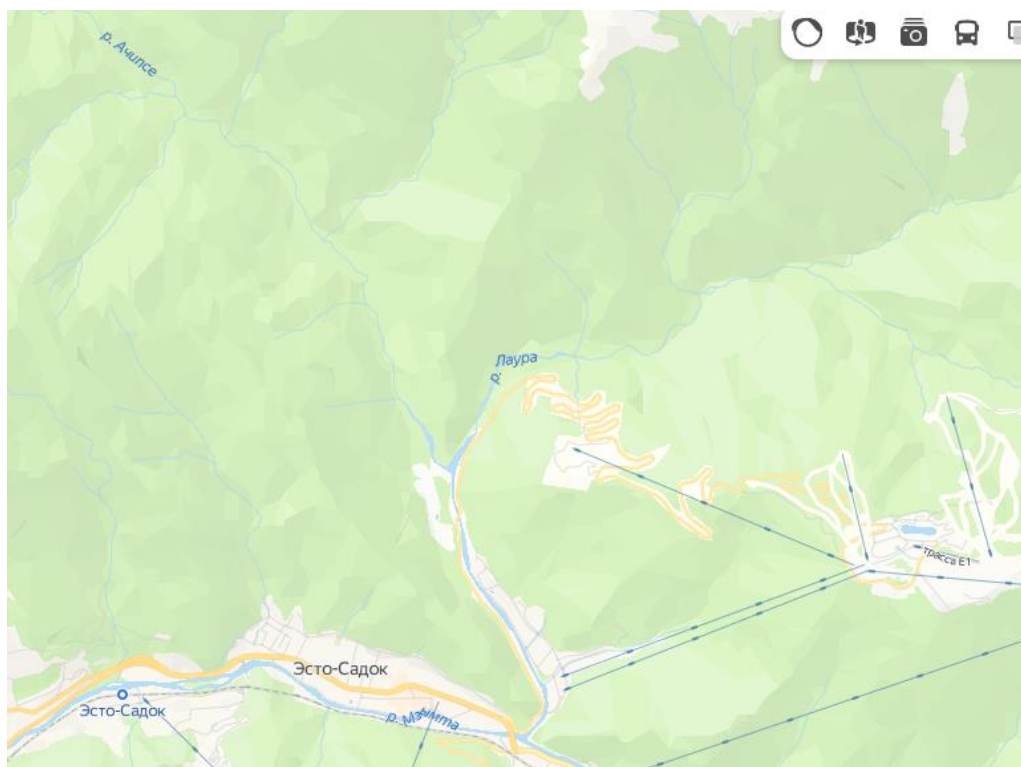 р. Ачипсе
р. Лаура
трасса Е1
Эсто-Садок
Эсто-Садок
р. Мзымта